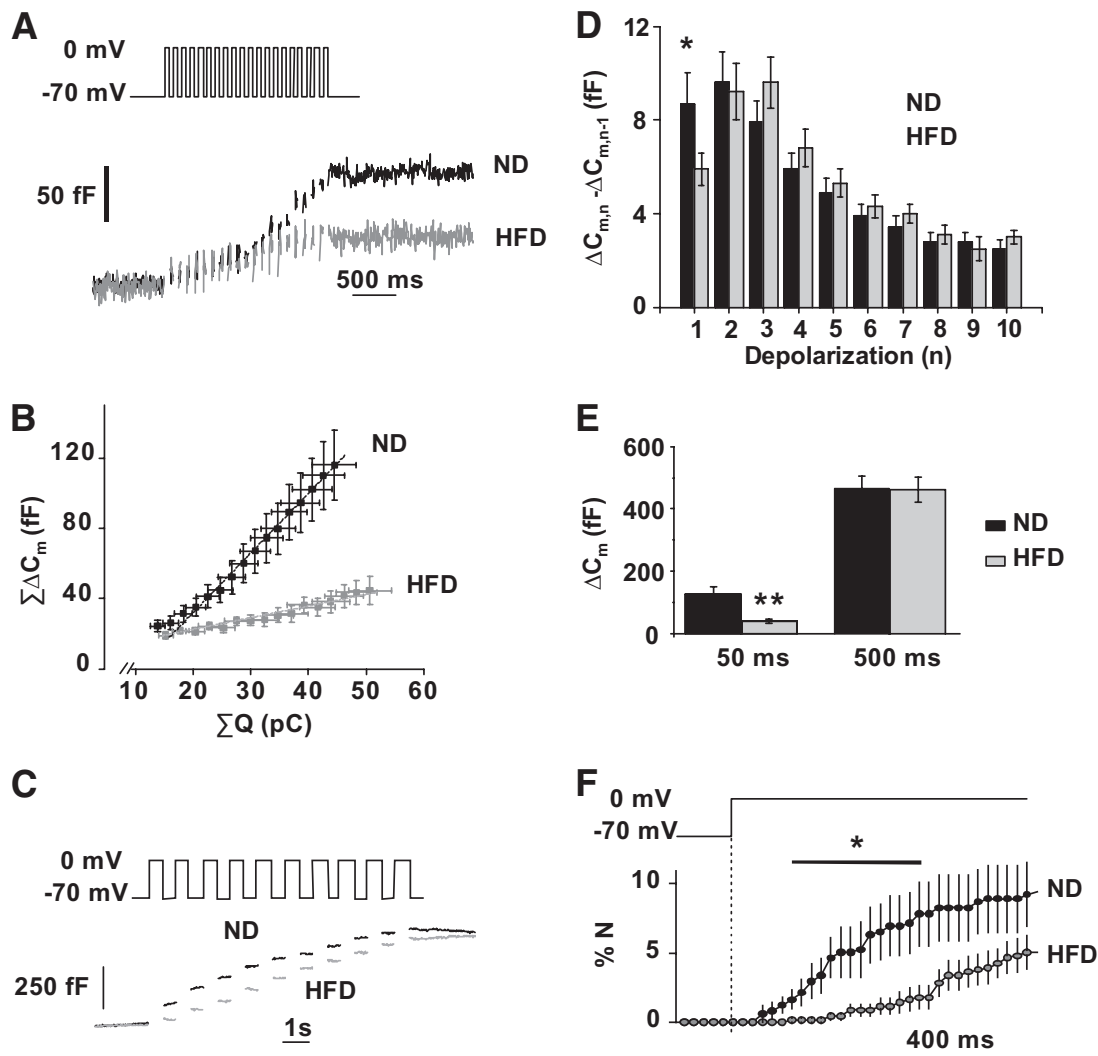 A
0 mV
-70 mV
50 fF
ND
HFD
500 ms
B
∑ΔCm (fF)
120
80
40
0
ND
HFD
10 20 30 40 50 60
∑Q (pC)
C
0 mV
-70 mV
ND
250 fF
HFD
1s
D
ΔCm,n -ΔCm,n-1 (fF)
12
8
4
0
*
ND
HFD
1 2 3 4 5 6 7 8 9 10
Depolarization (n)
E
ΔCm (fF)
600
400
200
0
**
ND
HFD
50 ms 500 ms
F
0 mV
-70 mV
*
% N
10
5
0
ND
HFD
400 ms